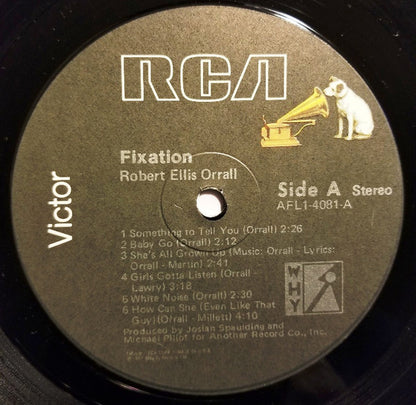 RCA
Victor
Fixation
Robert Ellis Orrall
Side A Stereo
AFL1-4081-A
1 Something to Tell You (Orrall) 2:26
2 Baby Go (Orrall) 2:12
3 She's All Grown Up (Music: Orrall - Lyrics:
Orrall - Martin) 2:41
4 Girls Gotta Listen (Orrall -
Lawry) 3:18
5 White Noise (Orrall) 2:30
6 How Can She (Even Like That
Guy) (Orrall - Millett) 4:10
Produced by Josiah Spaulding and
Michael Pillot for Another Record Co., Inc.
WHY